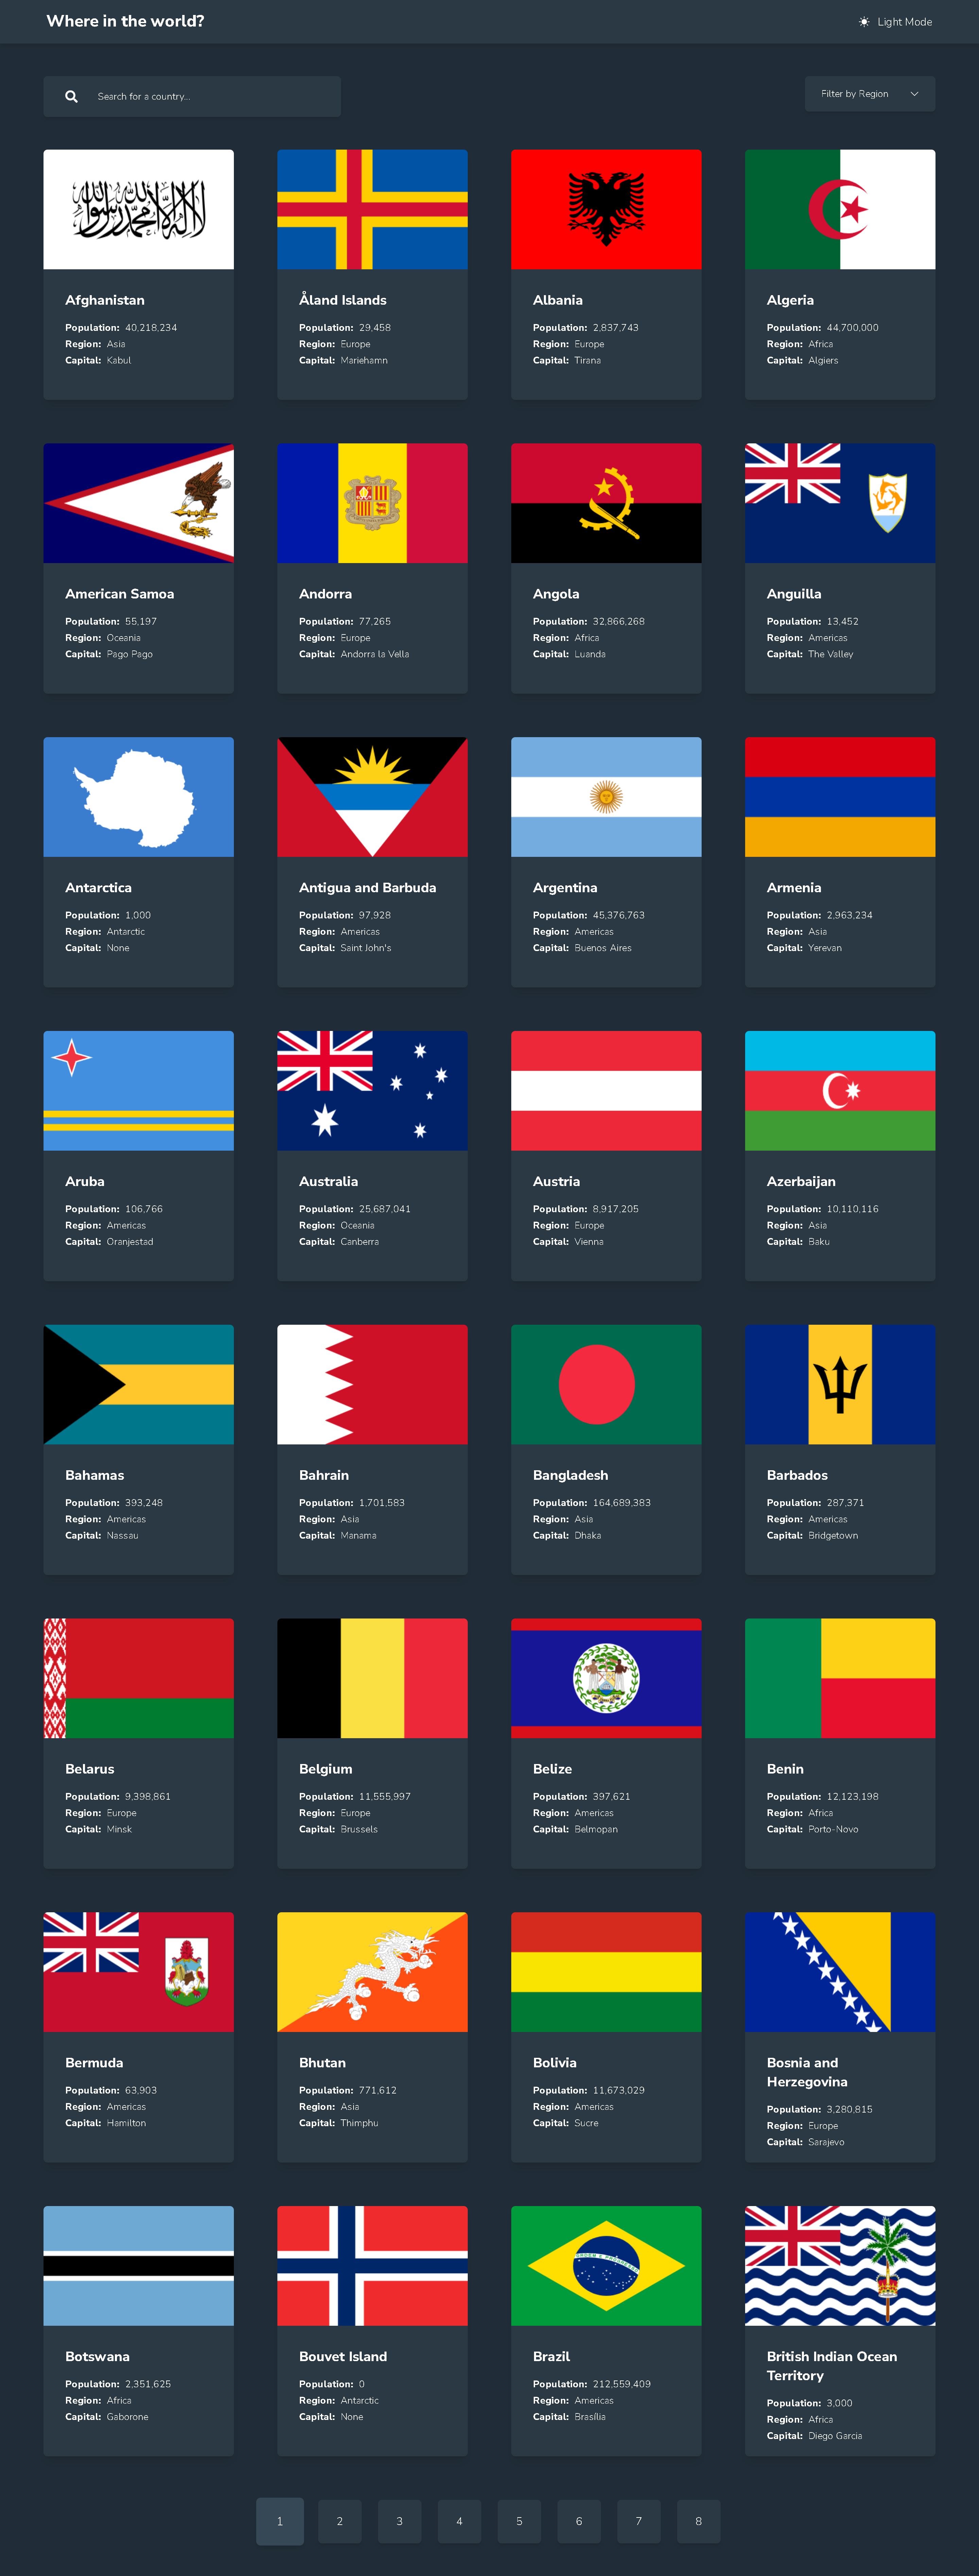 Where in the world?
Light Mode
Search for a country...
Filter by Region
Afghanistan
Population: 40,218,234
Region: Asia
Capital: Kabul
Åland Islands
Population: 29,458
Region: Europe
Capital: Mariehamn
Albania
Population: 2,837,743
Region: Europe
Capital: Tirana
Algeria
Population: 44,700,000
Region: Africa
Capital: Algiers
American Samoa
Population: 55,197
Region: Oceania
Capital: Pago Pago
Andorra
Population: 77,265
Region: Europe
Capital: Andorra la Vella
Angola
Population: 32,866,268
Region: Africa
Capital: Luanda
Anguilla
Population: 13,452
Region: Americas
Capital: The Valley
Antarctica
Population: 1,000
Region: Antarctic
Capital: None
Antigua and Barbuda
Population: 97,928
Region: Americas
Capital: Saint John's
Argentina
Population: 45,376,763
Region: Americas
Capital: Buenos Aires
Armenia
Population: 2,963,234
Region: Asia
Capital: Yerevan
Aruba
Population: 106,766
Region: Americas
Capital: Oranjestad
Australia
Population: 25,687,041
Region: Oceania
Capital: Canberra
Austria
Population: 8,917,205
Region: Europe
Capital: Vienna
Azerbaijan
Population: 10,110,116
Region: Asia
Capital: Baku
Bahamas
Population: 393,248
Region: Americas
Capital: Nassau
Bahrain
Population: 1,701,583
Region: Asia
Capital: Manama
Bangladesh
Population: 164,689,383
Region: Asia
Capital: Dhaka
Barbados
Population: 287,371
Region: Americas
Capital: Bridgetown
Belarus
Population: 9,398,861
Region: Europe
Capital: Minsk
Belgium
Population: 11,555,997
Region: Europe
Capital: Brussels
Belize
Population: 397,621
Region: Americas
Capital: Belmopan
Benin
Population: 12,123,198
Region: Africa
Capital: Porto-Novo
Bermuda
Population: 63,903
Region: Americas
Capital: Hamilton
Bhutan
Population: 771,612
Region: Asia
Capital: Thimphu
Bolivia
Population: 11,673,029
Region: Americas
Capital: Sucre
Bosnia and
Herzegovina
Population: 3,280,815
Region: Europe
Capital: Sarajevo
Botswana
Population: 2,351,625
Region: Africa
Capital: Gaborone
Bouvet Island
Population: 0
Region: Antarctic
Capital: None
Brazil
Population: 212,559,409
Region: Americas
Capital: Brasília
British Indian Ocean
Territory
Population: 3,000
Region: Africa
Capital: Diego Garcia
1 2 3 4 5 6 7 8